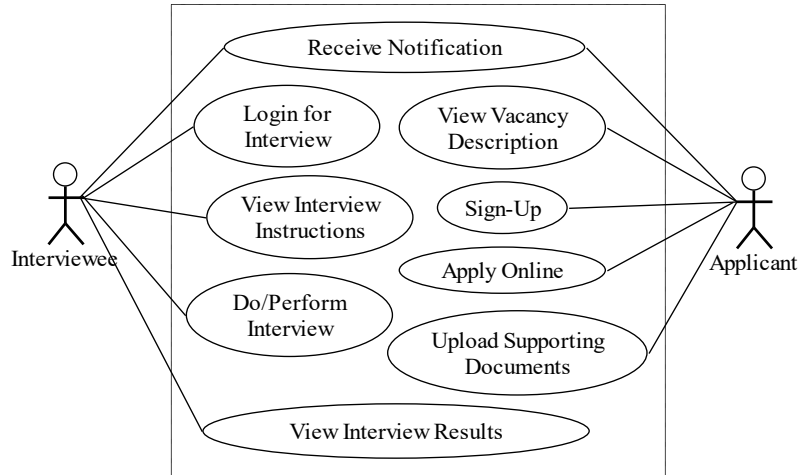 Receive Notification
Login for
Interview
View Vacancy
Description
View Interview
Instructions
Sign-Up
Interviewee
Applicant
Apply Online
Do/Perform
Interview
Upload Supporting
Documents
View Interview Results